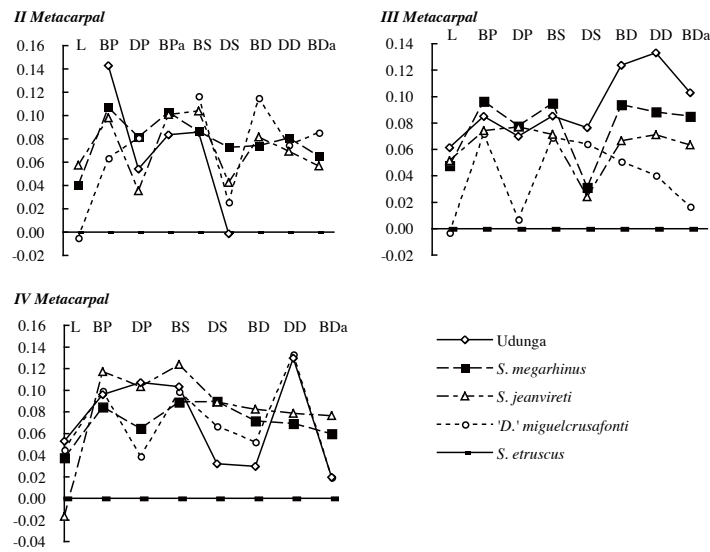 II Metacarpal
L BP DP BPa BS DS BD DD BDa
0.16
0.14
0.12
0.10
0.08
0.06
0.04
0.02
0.00
-0.02
III Metacarpal
L BP DP BS DS BD DD BDa
0.14
0.12
0.10
0.08
0.06
0.04
0.02
0.00
-0.02
IV Metacarpal
L BP DP BS DS BD DD BDa
0.16
0.14
0.12
0.10
0.08
0.06
0.04
0.02
0.00
-0.02
-0.04
Udunga
S. megarhinus
S. jeanvireti
'D.' miguelcrusafonti
S. etruscus